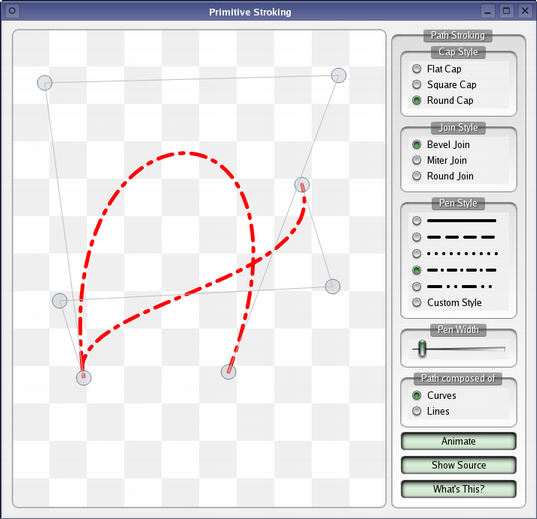 Primitive Stroking
Path Stroking
Cap Style
Flat Cap
Square Cap
Round Cap
Join Style
Bevel Join
Miter Join
Round Join
Pen Style
Custom Style
Pen Width
Path composed of
Curves
Lines
Animate
Show Source
What's This?